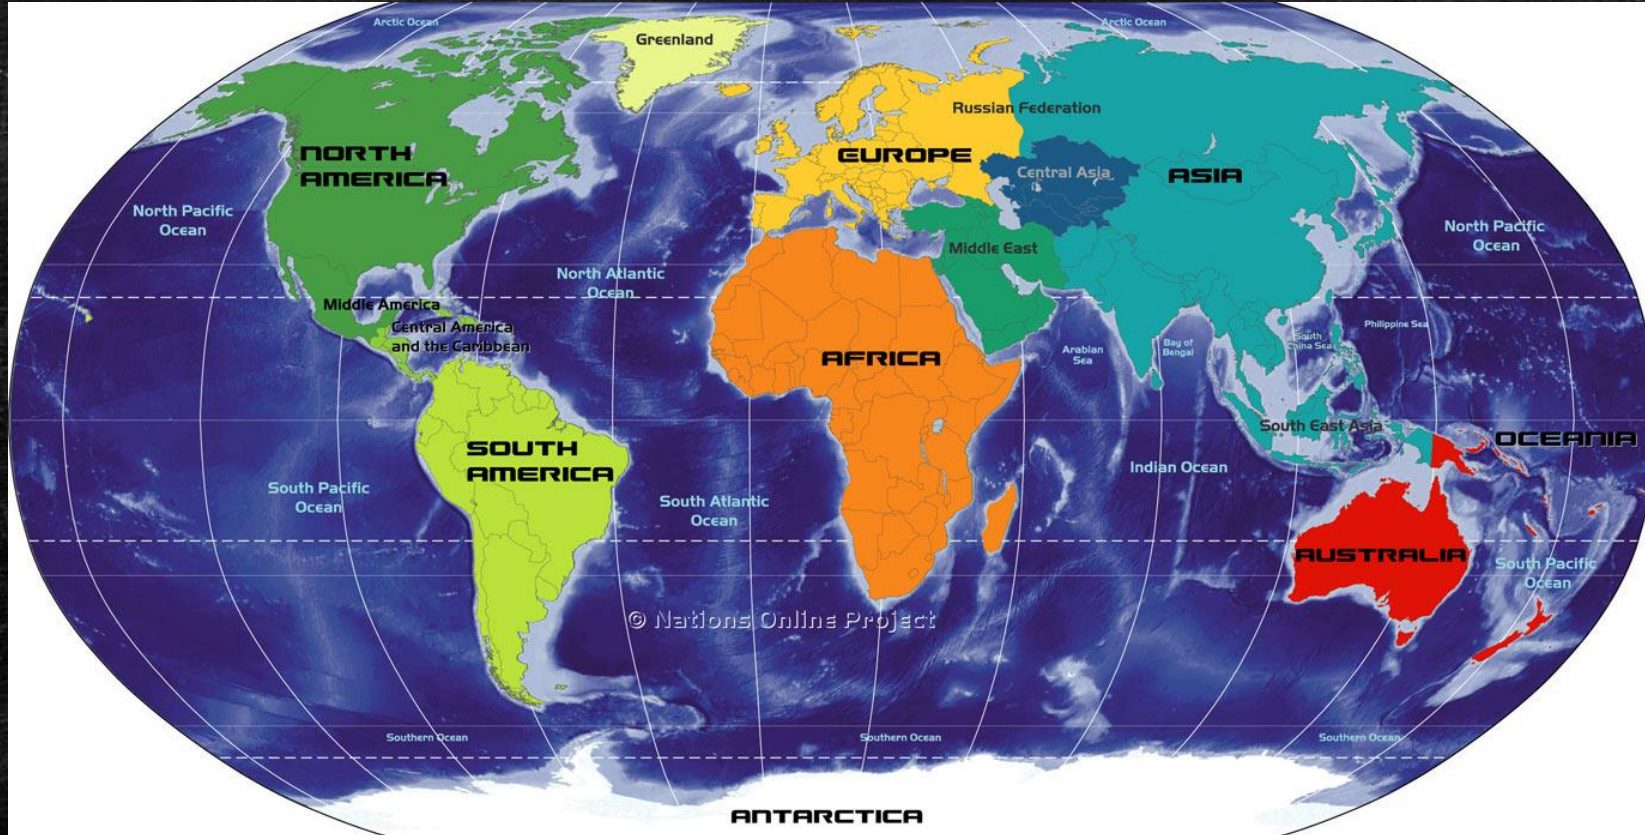 Arctic Ocean
Arctic Ocean
Greenland
Russian Federation
NORTH
AMERICA
EUROPE
Central Asia
ASIA
North Pacific
Ocean
North Pacific
Ocean
Middle East
North Atlantic
Ocean
Middle America
Central America
and the Caribbean
Philippine Sea
South
China Sea
Bay of
Bengal
Arabian
Sea
AFRICA
South East Asia
OCEANIA
SOUTH
AMERICA
Indian Ocean
South Pacific
Ocean
South Atlantic
Ocean
AUSTRALIA
South Pacific
Ocean
© Nations Online Project
Southern Ocean
Southern Ocean
Southern Ocean
ANTARCTICA